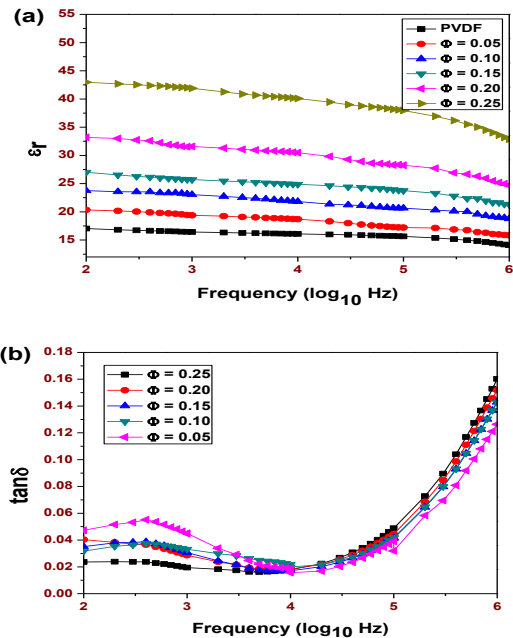 (a)
PVDF
Φ = 0.05
Φ = 0.10
Φ = 0.15
Φ = 0.20
Φ = 0.25
55
50
45
40
35
30
25
20
15
εr
2 3 4 5 6
Frequency (log10 Hz)
(b)
0.18
0.16
0.14
0.12
0.10
0.08
0.06
0.04
0.02
0.00
Φ = 0.25
Φ = 0.20
Φ = 0.15
Φ = 0.10
Φ = 0.05
tanδ
2 3 4 5 6
Frequency (log10 Hz)